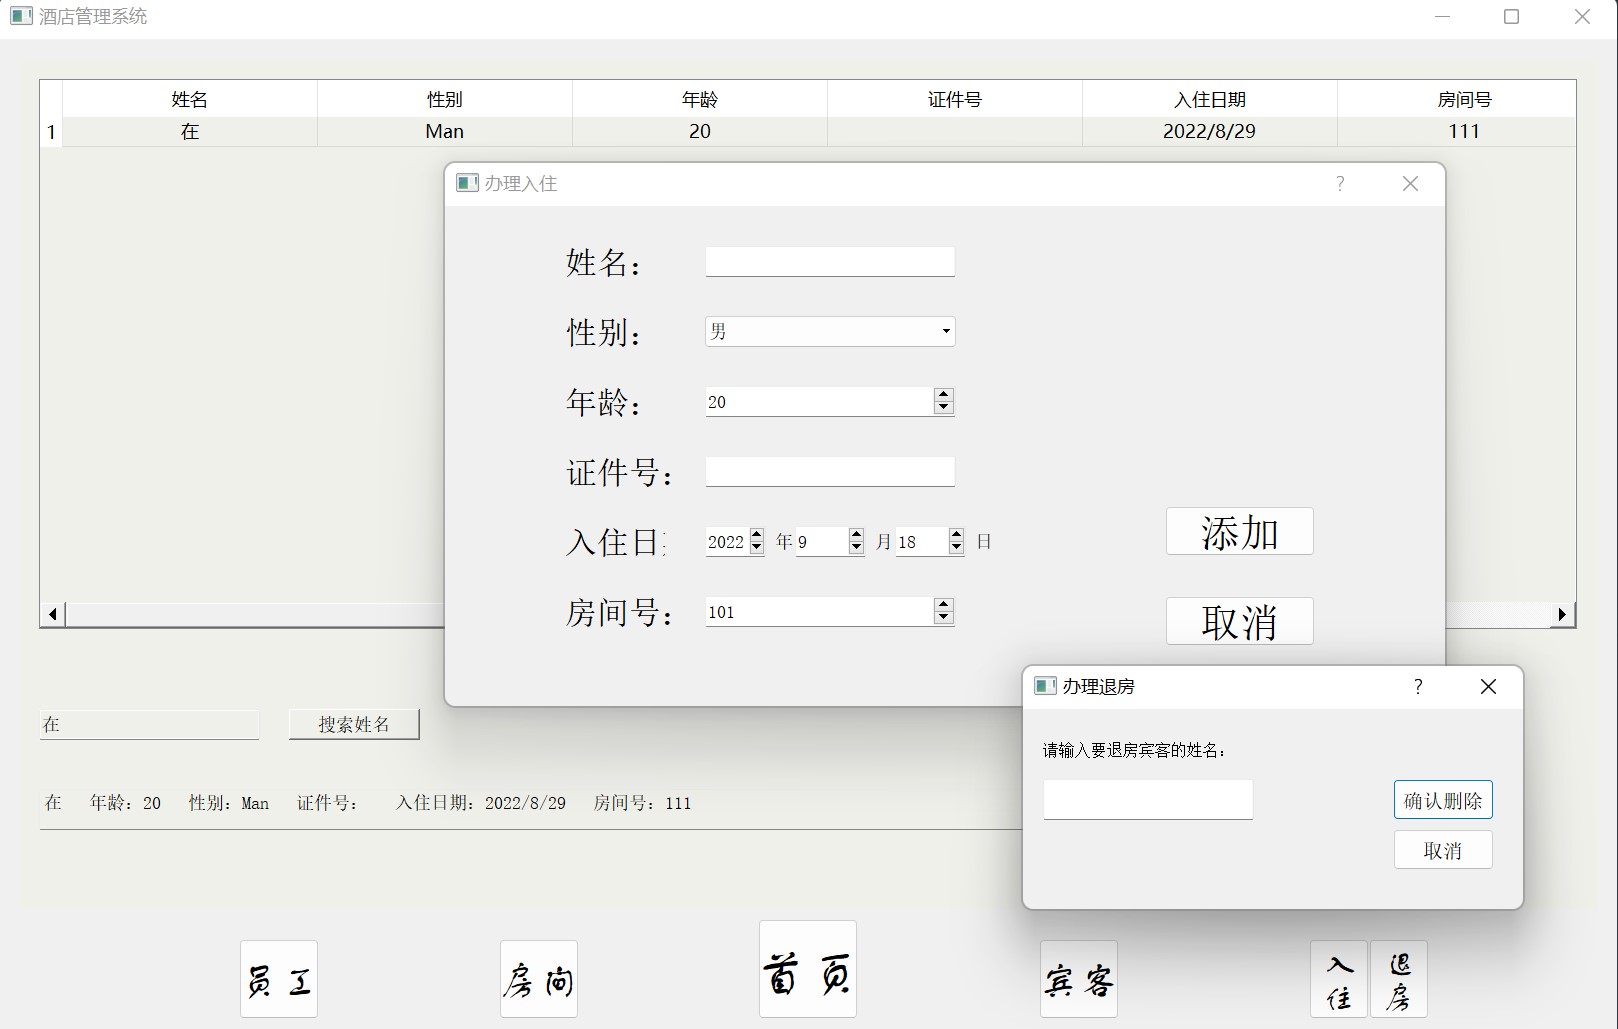 酒店管理系统
姓名 性别 年龄 证件号 入住日期 房间号
1 在 Man 20 2022/8/29 111
办理入住 ?
姓名：
性别： 男
年龄： 20
证件号：
入住日 2022 年 9 月 18 日
添加
房间号： 101
取消
办理退房 ?
在 搜索姓名
请输入要退房宾客的姓名：
确认删除
在 年龄：20 性别：Man 证件号： 入住日期：2022/8/29 房间号：111
取消
员工 房间 首页 宾客 入住 退房